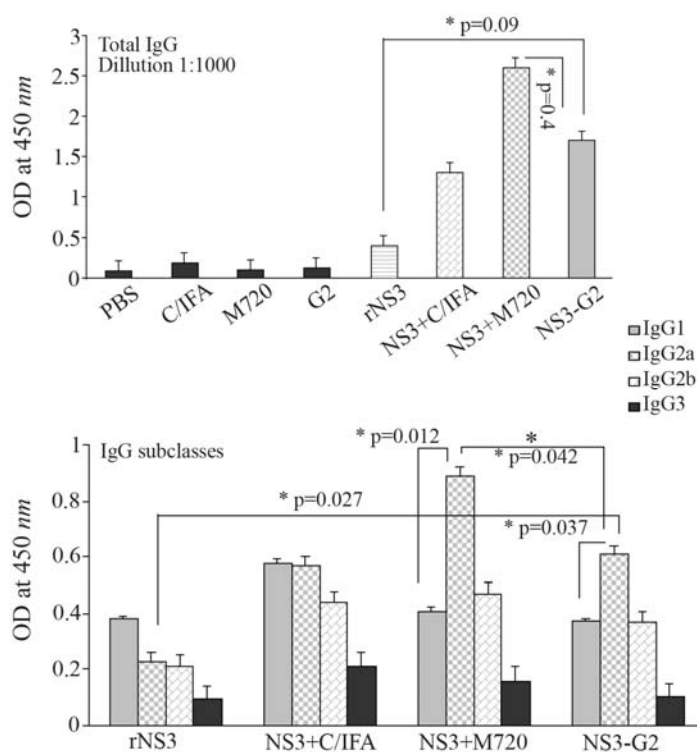 * p=0.09
3
Total IgG
Dillution 1:1000
2.5
* p=0.4
2
1.5
1
0.5
0
OD at 450 nm
PBS
C/IFA
M720
G2
rNS3
NS3+C/IFA
NS3+M720
NS3-G2
IgG1
IgG2a
IgG2b
IgG3
1
IgG subclasses
* p=0.012
*
* p=0.042
0.8
* p=0.027
* p=0.037
0.6
0.4
0.2
0
OD at 450 nm
rNS3
NS3+C/IFA
NS3+M720
NS3-G2